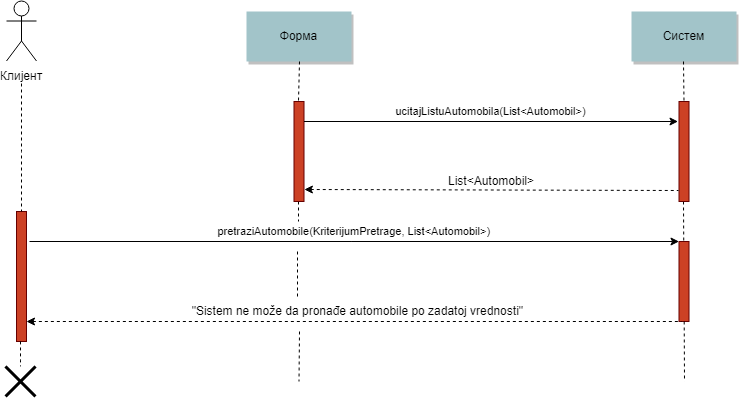 Форма
Систем
Клијент
ucitajListuAutomobila(List<Automobil>)
List<Automobil>
pretraziAutomobile(KriterijumPretrage, List<Automobil>)
"Sistem ne može da pronađe automobile po zadatoj vrednosti"